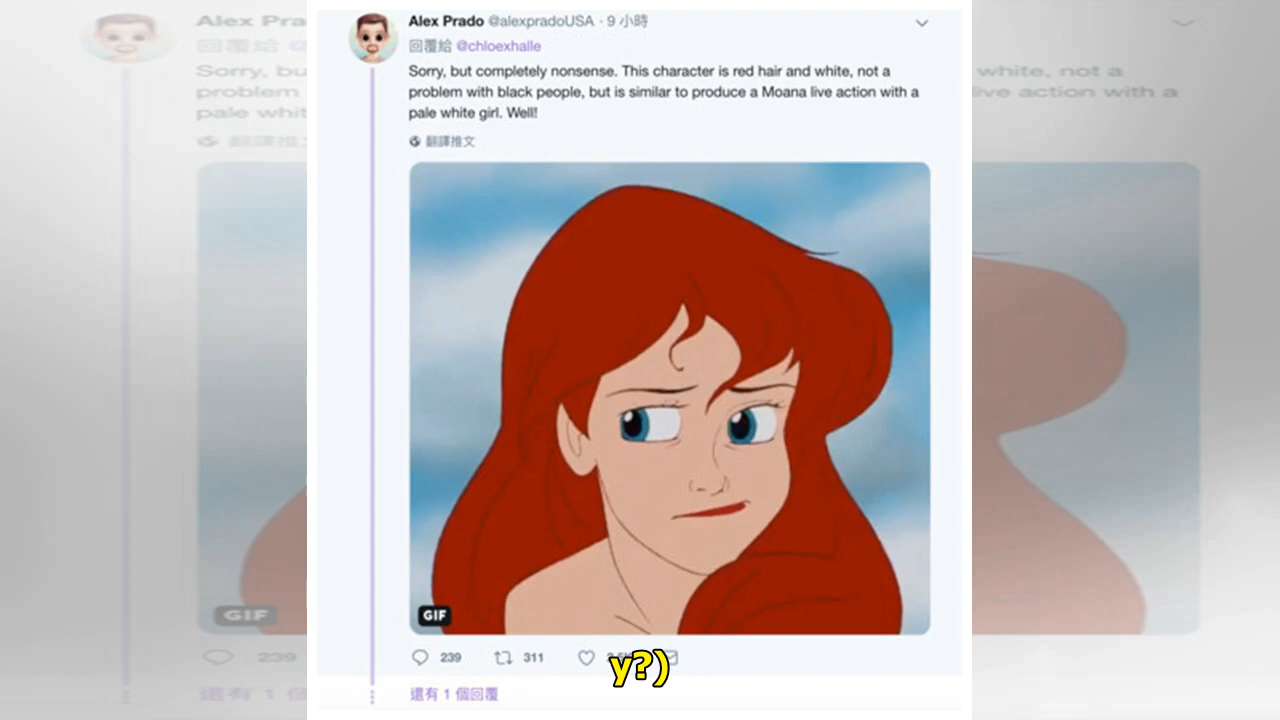 Alex Prado @alexpradoUSA · 9 小時
回覆給 @chloexhalle
Sorry, but completely nonsense. This character is red hair and white, not a
problem with black people, but is similar to produce a Moana live action with a
pale white girl. Well!
翻譯推文
GIF
239 311
y?)
還有 1 個回覆